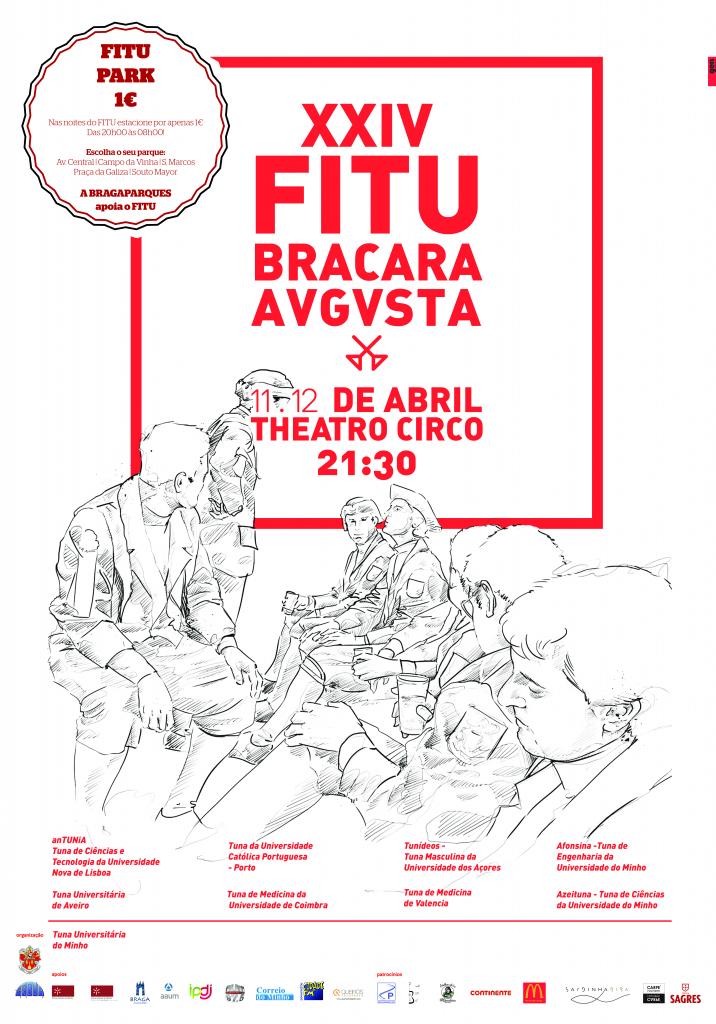 FITU
PARK
1€
Nas noites do FITU estacione por apenas 1€
Das 20h00 às 08h00!
Escolha o seu parque:
Av. Central | Campo da Vinha | S. Marcos
Praça da Galiza | Souto Mayor
A BRAGAPARQUES
apoia o FITU
XXIV
FITU
BRACARA
AVGVSTA
11.12 DE ABRIL
THEATRO CIRCO
21:30
anTUNiA
Tuna de Ciências e
Tecnologia da Universidade
Nova de Lisboa
Tuna Universitária
de Aveiro
Tuna da Universidade
Católica Portuguesa
- Porto
Tuna de Medicina da
Universidade de Coimbra
Tunídeos -
Tuna Masculina da
Universidade dos Açores
Tuna de Medicina
de Valencia
Afonsina -Tuna de
Engenharia da
Universidade do Minho
Azeituna - Tuna de Ciências
da Universidade do Minho
organização
Tuna Universitária
do Minho
apoios
patrocínios
BRAGA
aaum
ipdj
Correio
do Minho
QUEIRÓS
CONTINENTE
SARDINHA BIBA
SAGRES